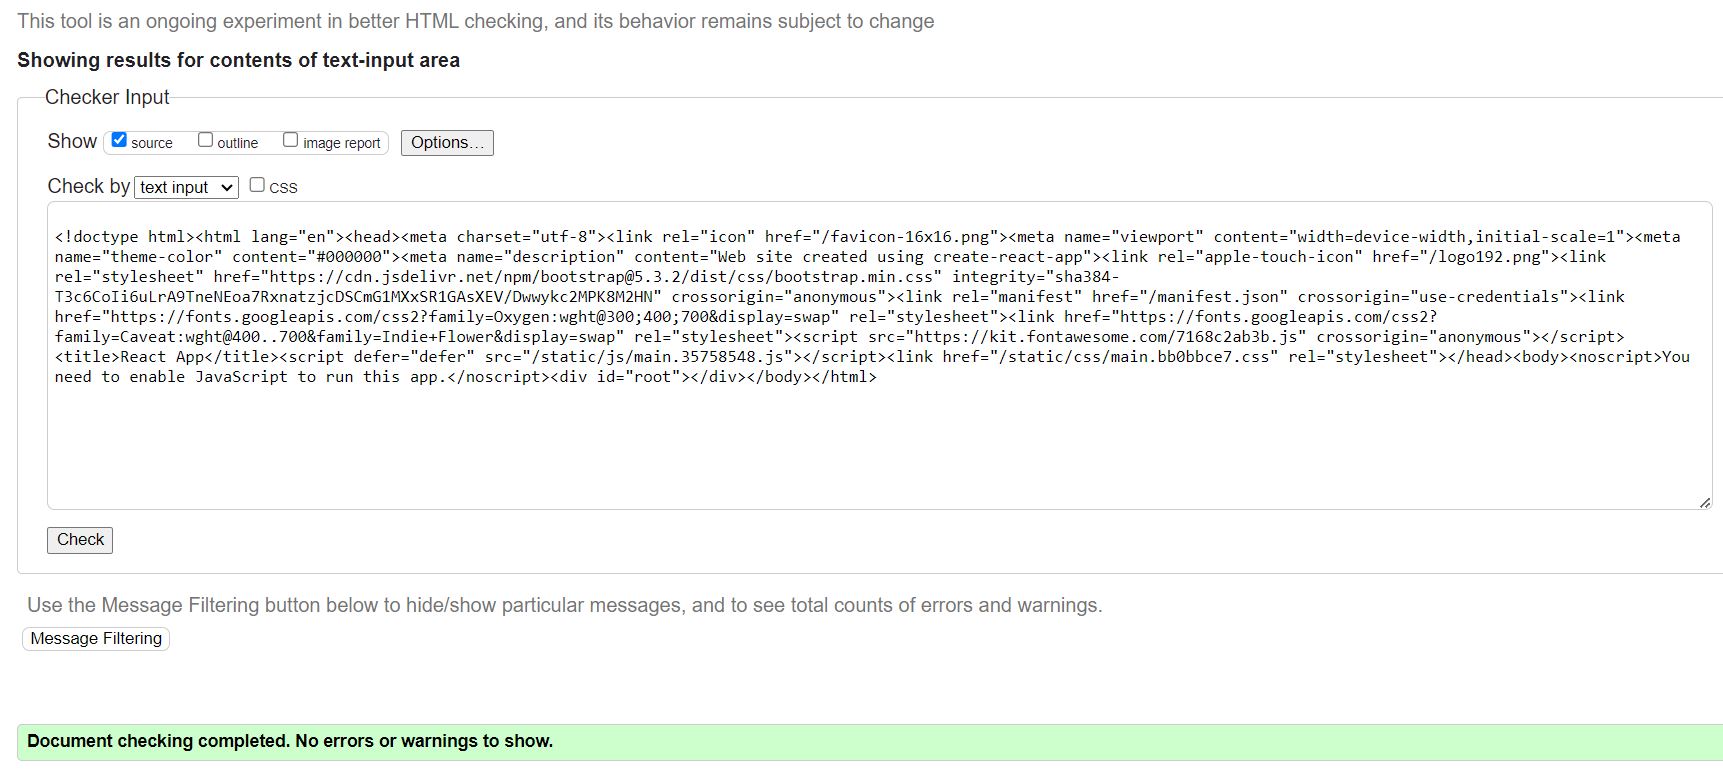 This tool is an ongoing experiment in better HTML checking, and its behavior remains subject to change
Showing results for contents of text-input area
Checker Input
Show source outline image report Options...
Check by text input CSS
<!doctype html><html lang="en"><head><meta charset="utf-8"><link rel="icon" href="/favicon-16x16.png"><meta name="viewport" content="width=device-width,initial-scale=1"><meta
name="theme-color" content="#000000"><meta name="description" content="Web site created using create-react-app"><link rel="apple-touch-icon" href="/logo192.png"><link
rel="stylesheet" href="https://cdn.jsdelivr.net/npm/bootstrap@5.3.2/dist/css/bootstrap.min.css" integrity="sha384-
T3c6CoIi6uLrA9TneNEoa7RxnatzjcDSCmG1MXxSR1GAsXEV/Dwwykc2MPK8M2HN" crossorigin="anonymous"><link rel="manifest" href="/manifest.json" crossorigin="use-credentials"><link
href="https://fonts.googleapis.com/css2?family=Oxygen:wght@300;400;700&display=swap" rel="stylesheet"><link href="https://fonts.googleapis.com/css2?
family=Caveat:wght@400..700&family=Indie+Flower&display=swap" rel="stylesheet"><script src="https://kit.fontawesome.com/7168c2ab3b.js" crossorigin="anonymous"></script>
<title>React App</title><script defer="defer" src="/static/js/main.35758548.js"></script><link href="/static/css/main.bb0bbce7.css" rel="stylesheet"></head><body><noscript>You
need to enable JavaScript to run this app.</noscript><div id="root"></div></body></html>
Check
Use the Message Filtering button below to hide/show particular messages, and to see total counts of errors and warnings.
Message Filtering
Document checking completed. No errors or warnings to show.